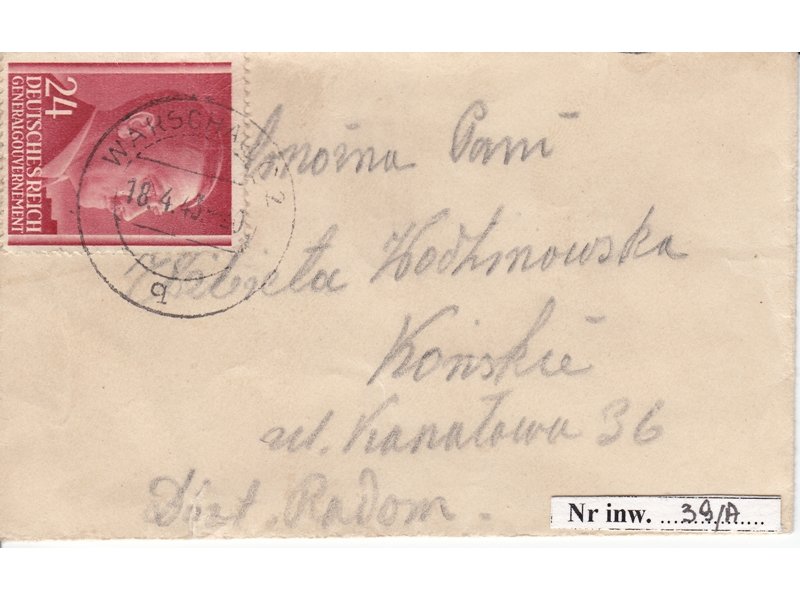 24
DEUTSCHES REICH
GENERALGOUVERNEMENT
WARSCHAU
18.4.43
q
Pani
Elżbieta Wodzinowska
Końskie
ul. Kanałowa 36
Dist. Radom.
Nr inw. ...39/A....